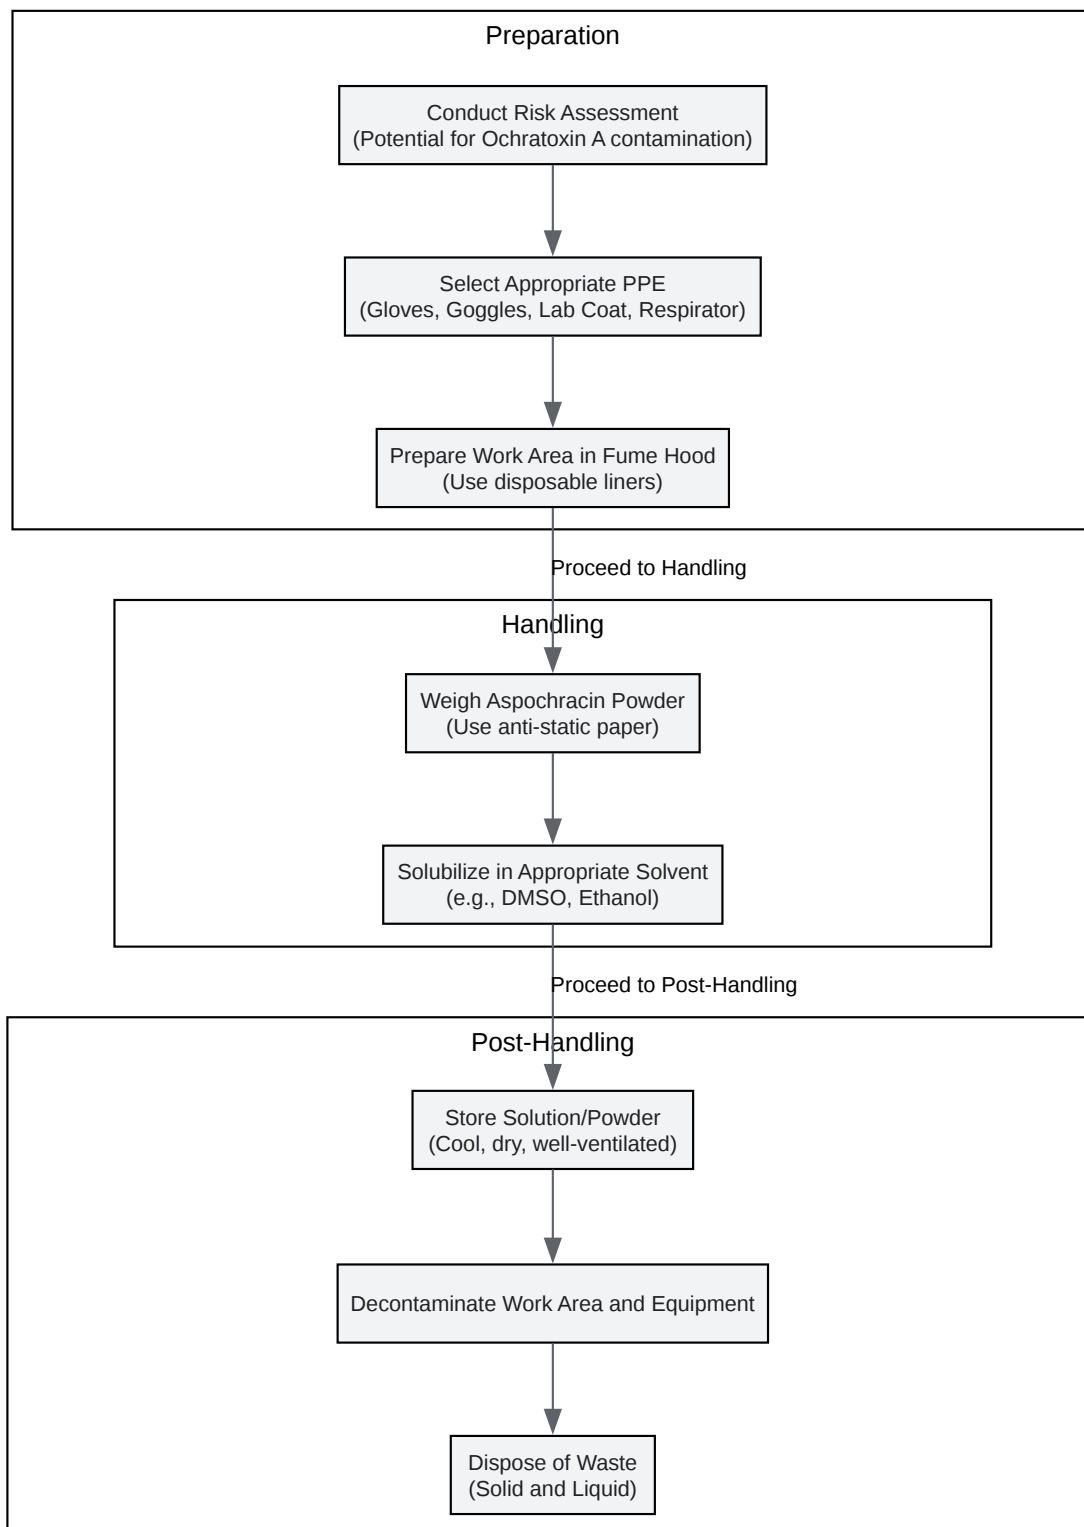 Preparation
Conduct Risk Assessment
(Potential for Ochratoxin A contamination)
Select Appropriate PPE
(Gloves, Goggles, Lab Coat, Respirator)
Prepare Work Area in Fume Hood
(Use disposable liners)
Proceed to Handling
Handling
Weigh Aspochracin Powder
(Use anti-static paper)
Solubilize in Appropriate Solvent
(e.g., DMSO, Ethanol)
Proceed to Post-Handling
Post-Handling
Store Solution/Powder
(Cool, dry, well-ventilated)
Decontaminate Work Area and Equipment
Dispose of Waste
(Solid and Liquid)